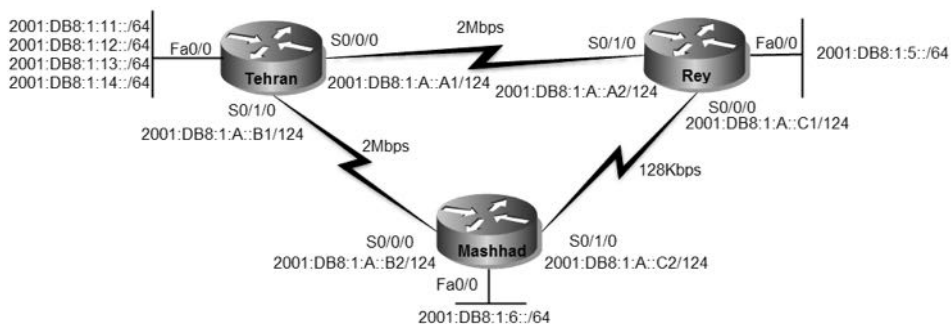 2001:DB8:1:11::/64
2001:DB8:1:12::/64
2001:DB8:1:13::/64
2001:DB8:1:14::/64
Fa0/0
S0/0/0
2Mbps
S0/1/0
Fa0/0
2001:DB8:1:5::/64
Tehran
Rey
2001:DB8:1:A::A1/124
2001:DB8:1:A::A2/124
S0/1/0
2001:DB8:1:A::B1/124
S0/0/0
2001:DB8:1:A::C1/124
2Mbps
128Kbps
S0/0/0
2001:DB8:1:A::B2/124
Mashhad
S0/1/0
2001:DB8:1:A::C2/124
Fa0/0
2001:DB8:1:6::/64